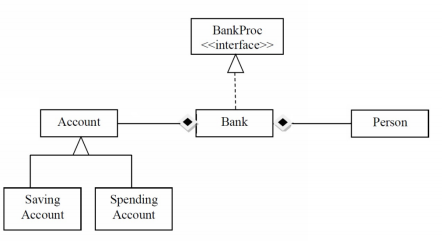 BankProc
<<interface>>
Account
Bank
Person
Saving
Account
Spending
Account